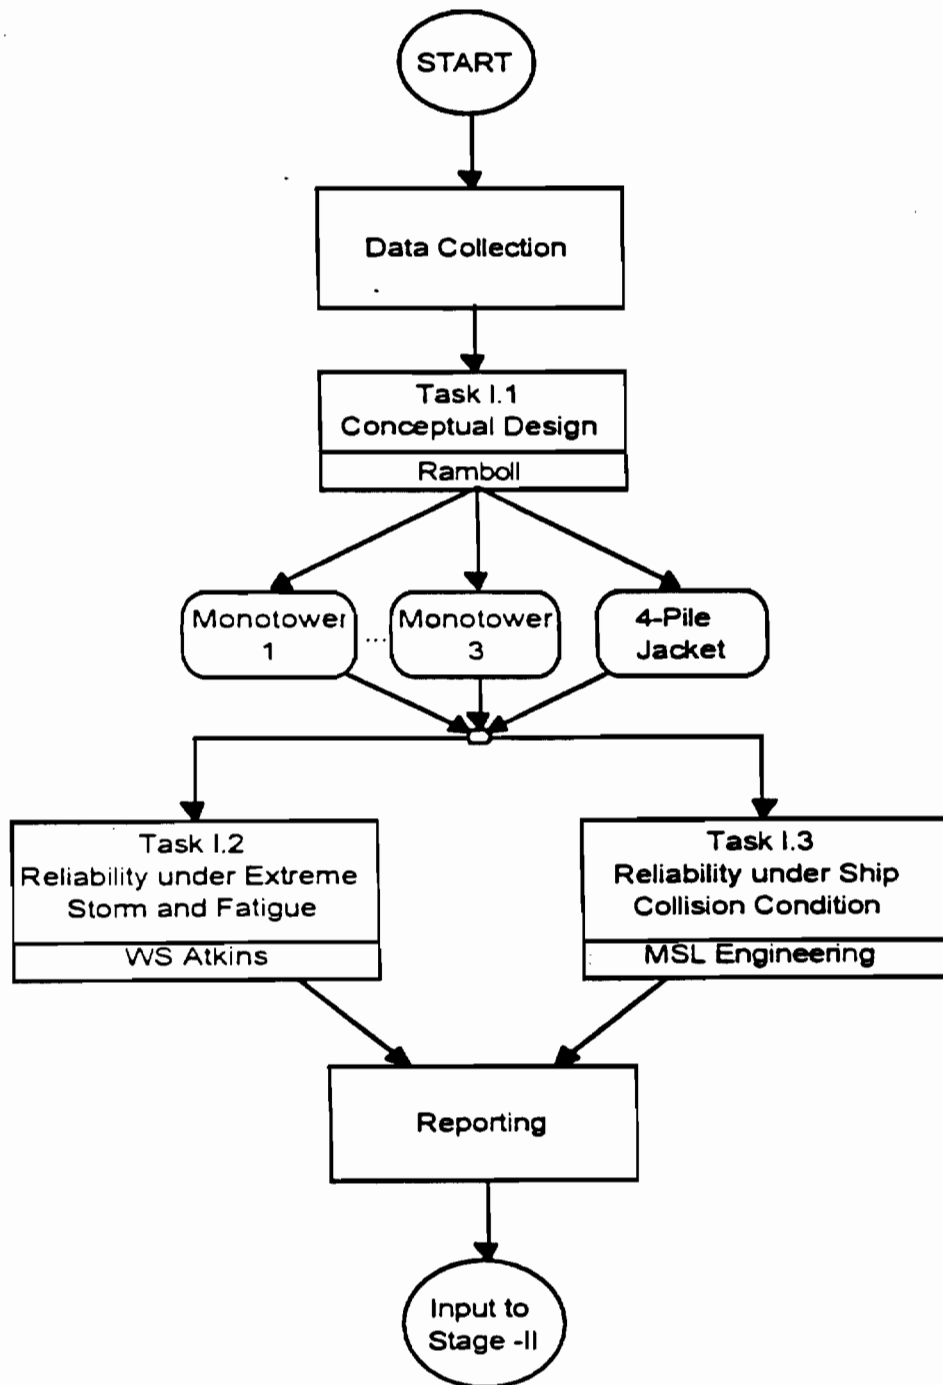 START
Data Collection
Task I.1
Conceptual Design
Ramboll
Monotower
1
...
Monotower
3
4-Pile
Jacket
Task I.2
Reliability under Extreme
Storm and Fatigue
WS Atkins
Task I.3
Reliability under Ship
Collision Condition
MSL Engineering
Reporting
Input to
Stage -II